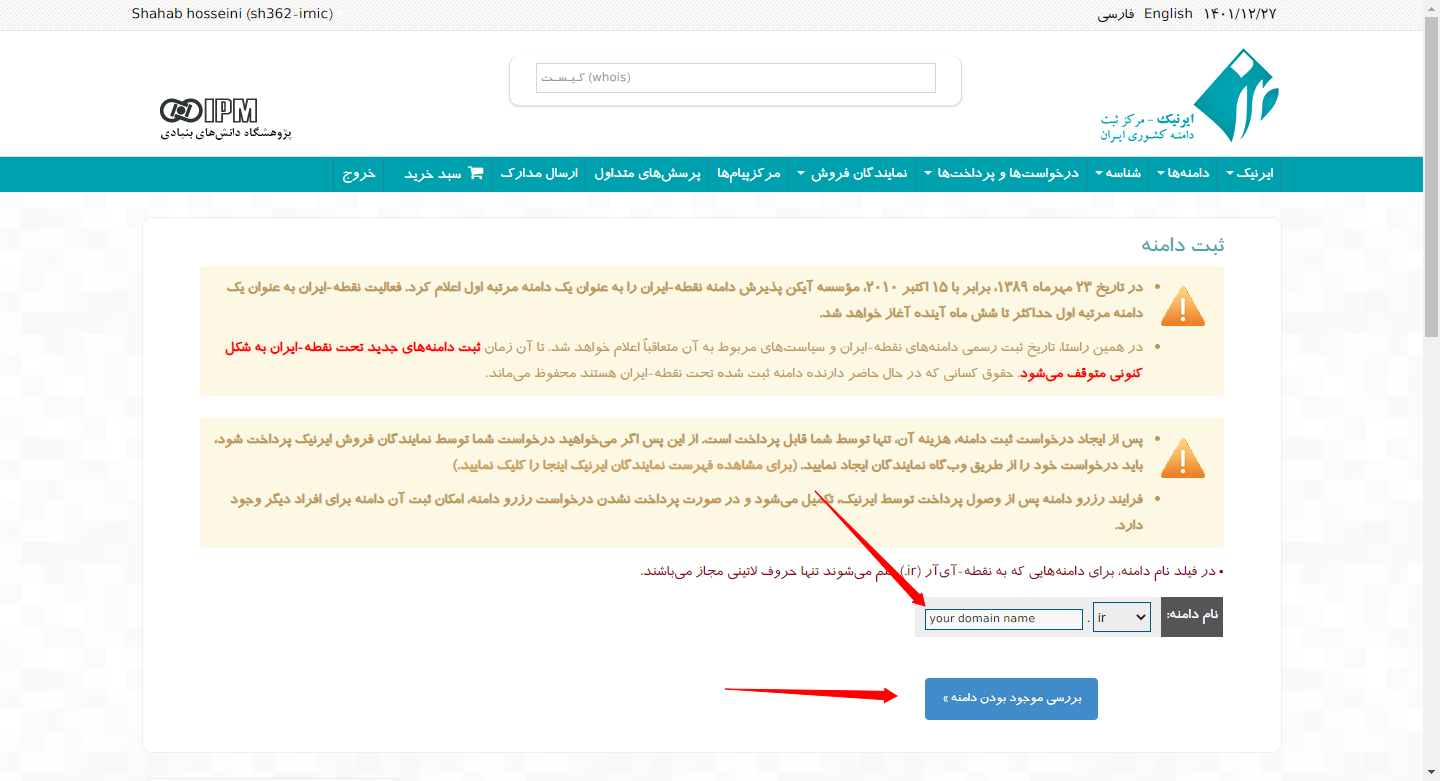 Shahab hosseini (sh362-irnic)
۱۴۰۱/۱۲/۲۷ English فارسی
کـیـسـت (whois)
ایرنیک - مرکز ثبت
دامنه کشوری ایران
IPM
پژوهشگاه دانش‌های بنیادی
ایرنیک دامنه‌ها شناسه درخواست‌ها و پرداخت‌ها نمایندگان فروش مرکزپیام‌ها پرسش‌های متداول ارسال مدارک سبد خرید خروج
ثبت دامنه
• در تاریخ ۲۳ مهرماه ۱۳۸۹، برابر با ۱۵ اکتبر ۲۰۱۰، مؤسسه آیکن پذیرش دامنه نقطه-ایران را به عنوان یک دامنه مرتبه اول اعلام کرد. فعالیت نقطه-ایران به عنوان یک
دامنه مرتبه اول حداکثر تا شش ماه آینده آغاز خواهد شد.
• در همین راستا، تاریخ ثبت رسمی دامنه‌های نقطه-ایران و سیاست‌های مربوط به آن متعاقباً اعلام خواهد شد. تا آن زمان ثبت دامنه‌های جدید تحت نقطه-ایران به شکل
کنونی متوقف می‌شود. حقوق کسانی که در حال حاضر دارنده دامنه ثبت شده تحت نقطه-ایران هستند محفوظ می‌ماند.
• پس از ایجاد درخواست ثبت دامنه، هزینه آن، تنها توسط شما قابل پرداخت است. از این پس اگر می‌خواهید درخواست شما توسط نمایندگان فروش ایرنیک پرداخت شود،
باید درخواست خود را از طریق وب‌گاه نمایندگان ایجاد نمایید. (برای مشاهده فهرست نمایندگان ایرنیک اینجا را کلیک نمایید.)
• فرایند رزرو دامنه پس از وصول پرداخت توسط ایرنیک، تکمیل می‌شود و در صورت پرداخت نشدن درخواست رزرو دامنه، امکان ثبت آن دامنه برای افراد دیگر وجود
دارد.
• در فیلد نام دامنه، برای دامنه‌هایی که به نقطه-آی‌آر (ir.) می‌شوند تنها حروف لاتینی مجاز می‌باشند.
نام دامنه: ir . your domain name
بررسی موجود بودن دامنه »